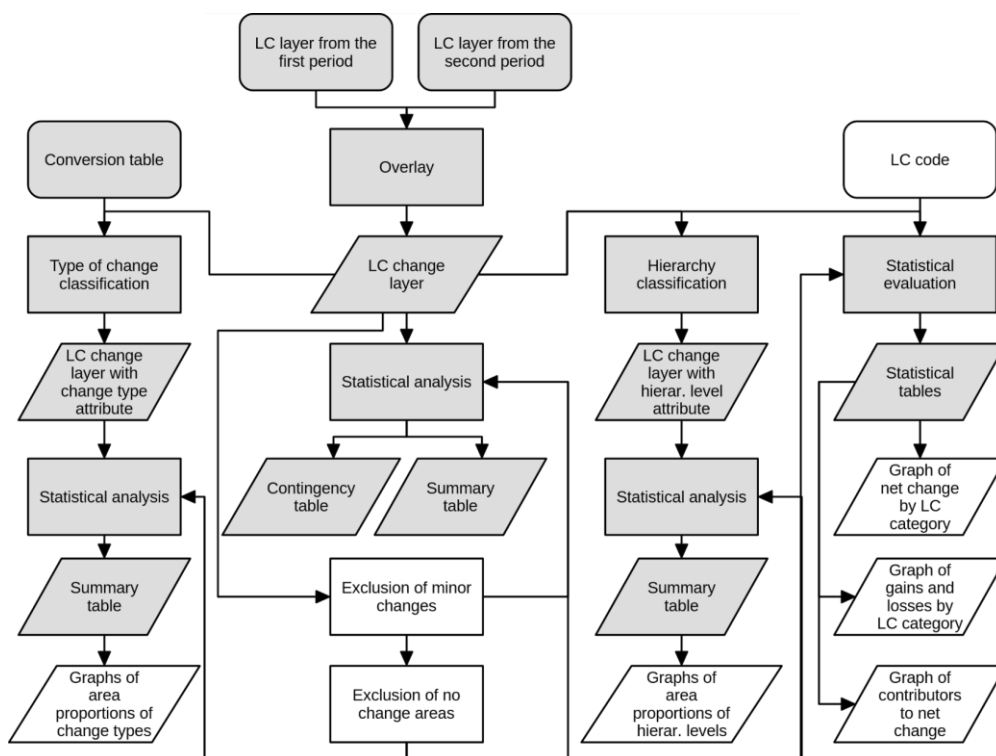 LC layer from the
first period
LC layer from the
second period
Conversion table
Overlay
LC code
Type of change
classification
LC change
layer
Hierarchy
classification
Statistical
evaluation
LC change
layer with
change type
attribute
Statistical analysis
LC change
layer with
hierar. level
attribute
Statistical
tables
Statistical analysis
Contingency
table
Summary
table
Statistical analysis
Graph of
net change
by LC
category
Summary
table
Exclusion of minor
changes
Summary
table
Graph of
gains and
losses by
LC category
Graphs of
area
proportions of
change types
Exclusion of no
change areas
Graphs of
area
proportions of
hierar. levels
Graph of
contributors
to net
change